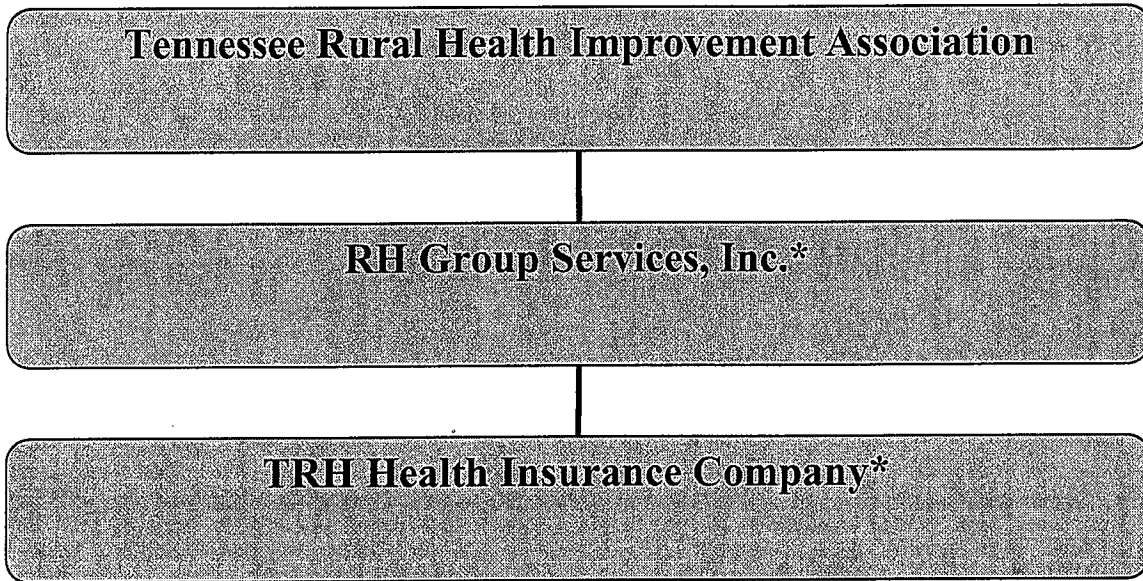 Tennessee Rural Health Improvement Association
RH Group Services, Inc.*
TRH Health Insurance Company*